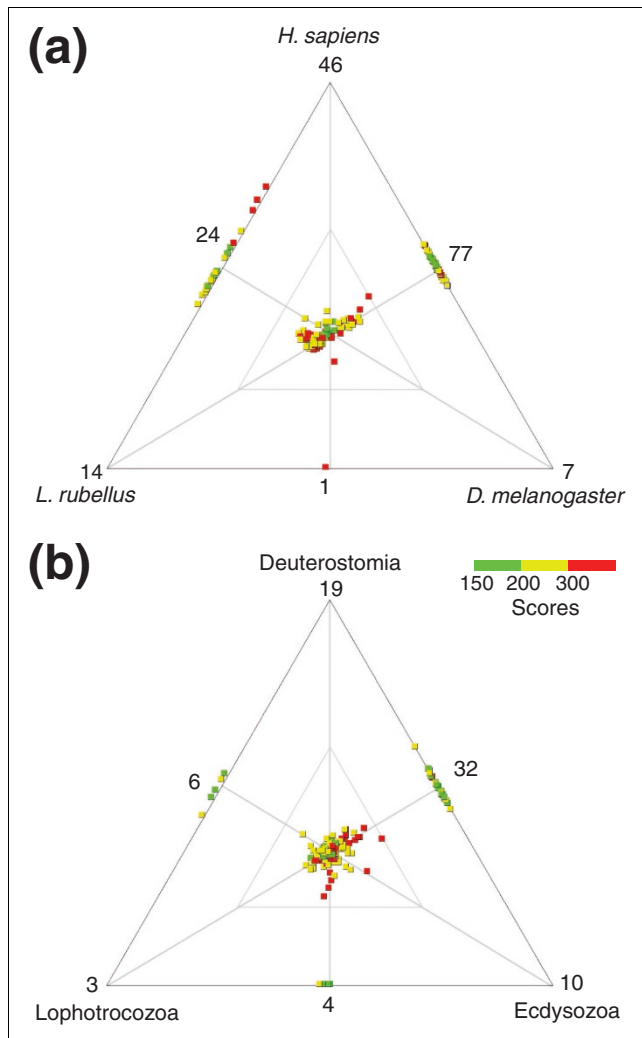 (a)
H. sapiens
46
24
77
14
7
L. rubellus
1
D. melanogaster
(b)
Deuterostomia
19
150 200 300
Scores
6
32
3
10
Lophotrocozoa
4
Ecdysozoa